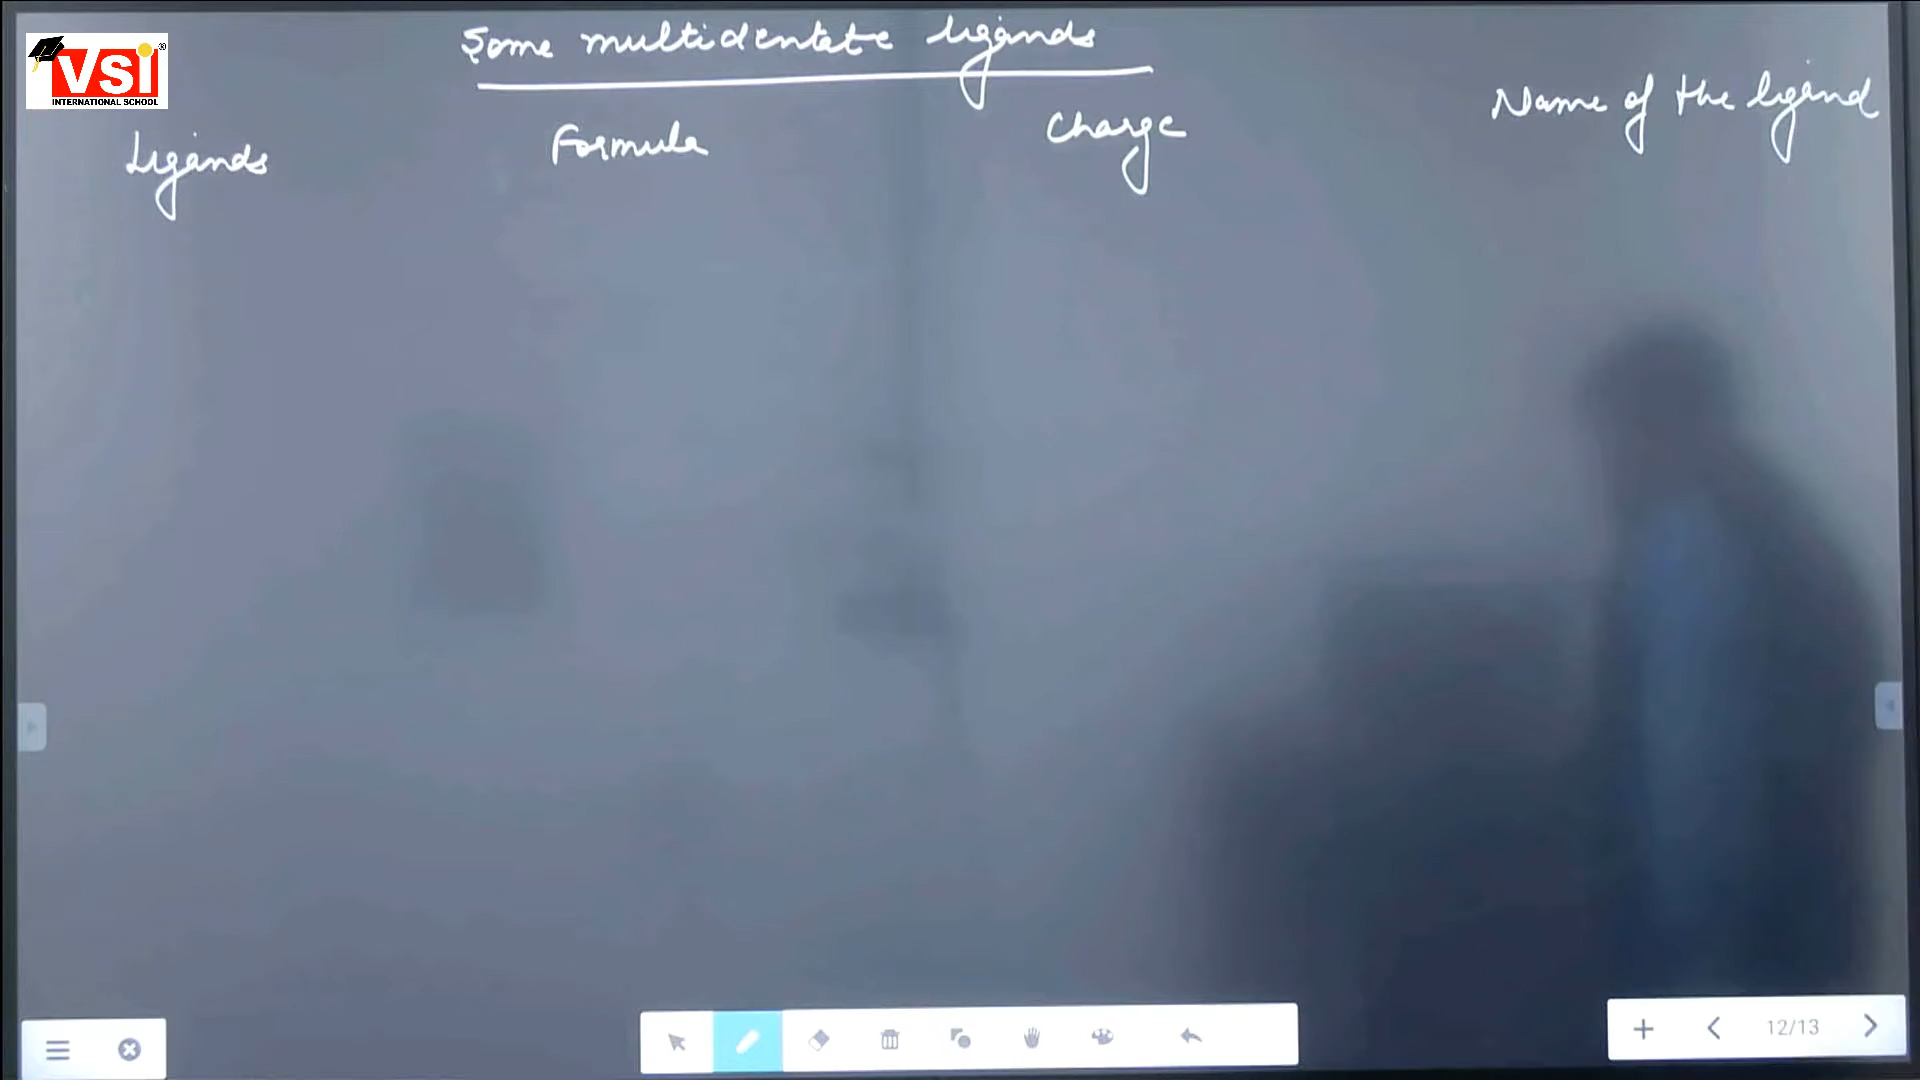 Some multidentate ligands
VSI
INTERNATIONAL SCHOOL
Ligands Formula Charge Name of the ligand
12/13